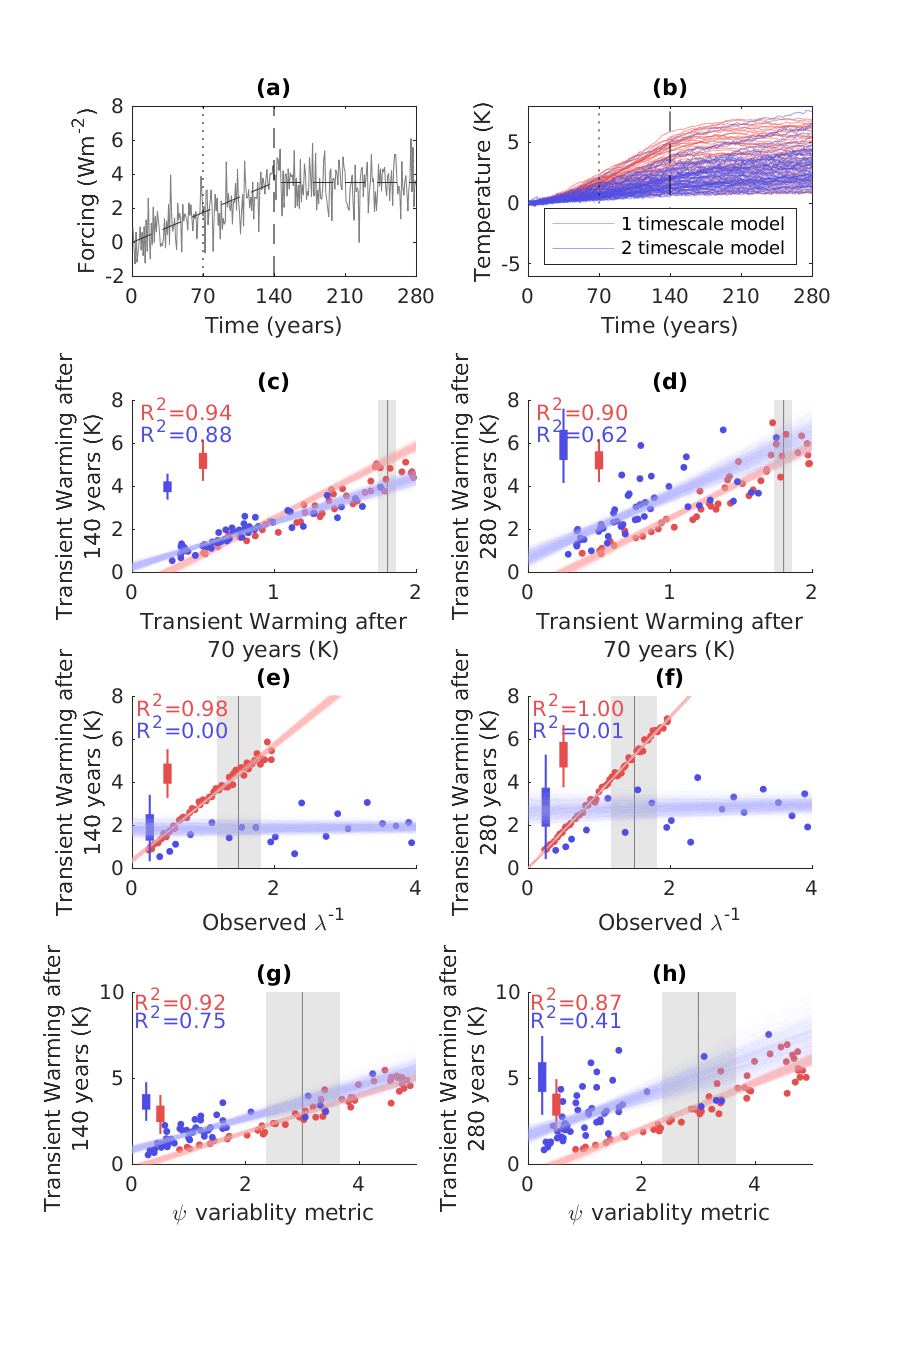 (a)
Forcing (Wm-2)
8
6
4
2
0
-2
0 70 140 210 280
Time (years)
(b)
Temperature (K)
5
0
-5
1 timescale model
2 timescale model
0 70 140 210 280
Time (years)
(c)
Transient Warming after
140 years (K)
8
6
4
2
0
R2=0.94
R2=0.88
0 1 2
Transient Warming after
70 years (K)
(d)
Transient Warming after
280 years (K)
8
6
4
2
0
R2=0.90
R2=0.62
0 1 2
Transient Warming after
70 years (K)
(e)
Transient Warming after
140 years (K)
8
6
4
2
0
R2=0.98
R2=0.00
0 2 4
Observed λ-1
(f)
Transient Warming after
280 years (K)
8
6
4
2
0
R2=1.00
R2=0.01
0 2 4
Observed λ-1
(g)
Transient Warming after
140 years (K)
10
5
0
R2=0.92
R2=0.75
0 2 4
ψ variablity metric
(h)
Transient Warming after
280 years (K)
10
5
0
R2=0.87
R2=0.41
0 2 4
ψ variablity metric